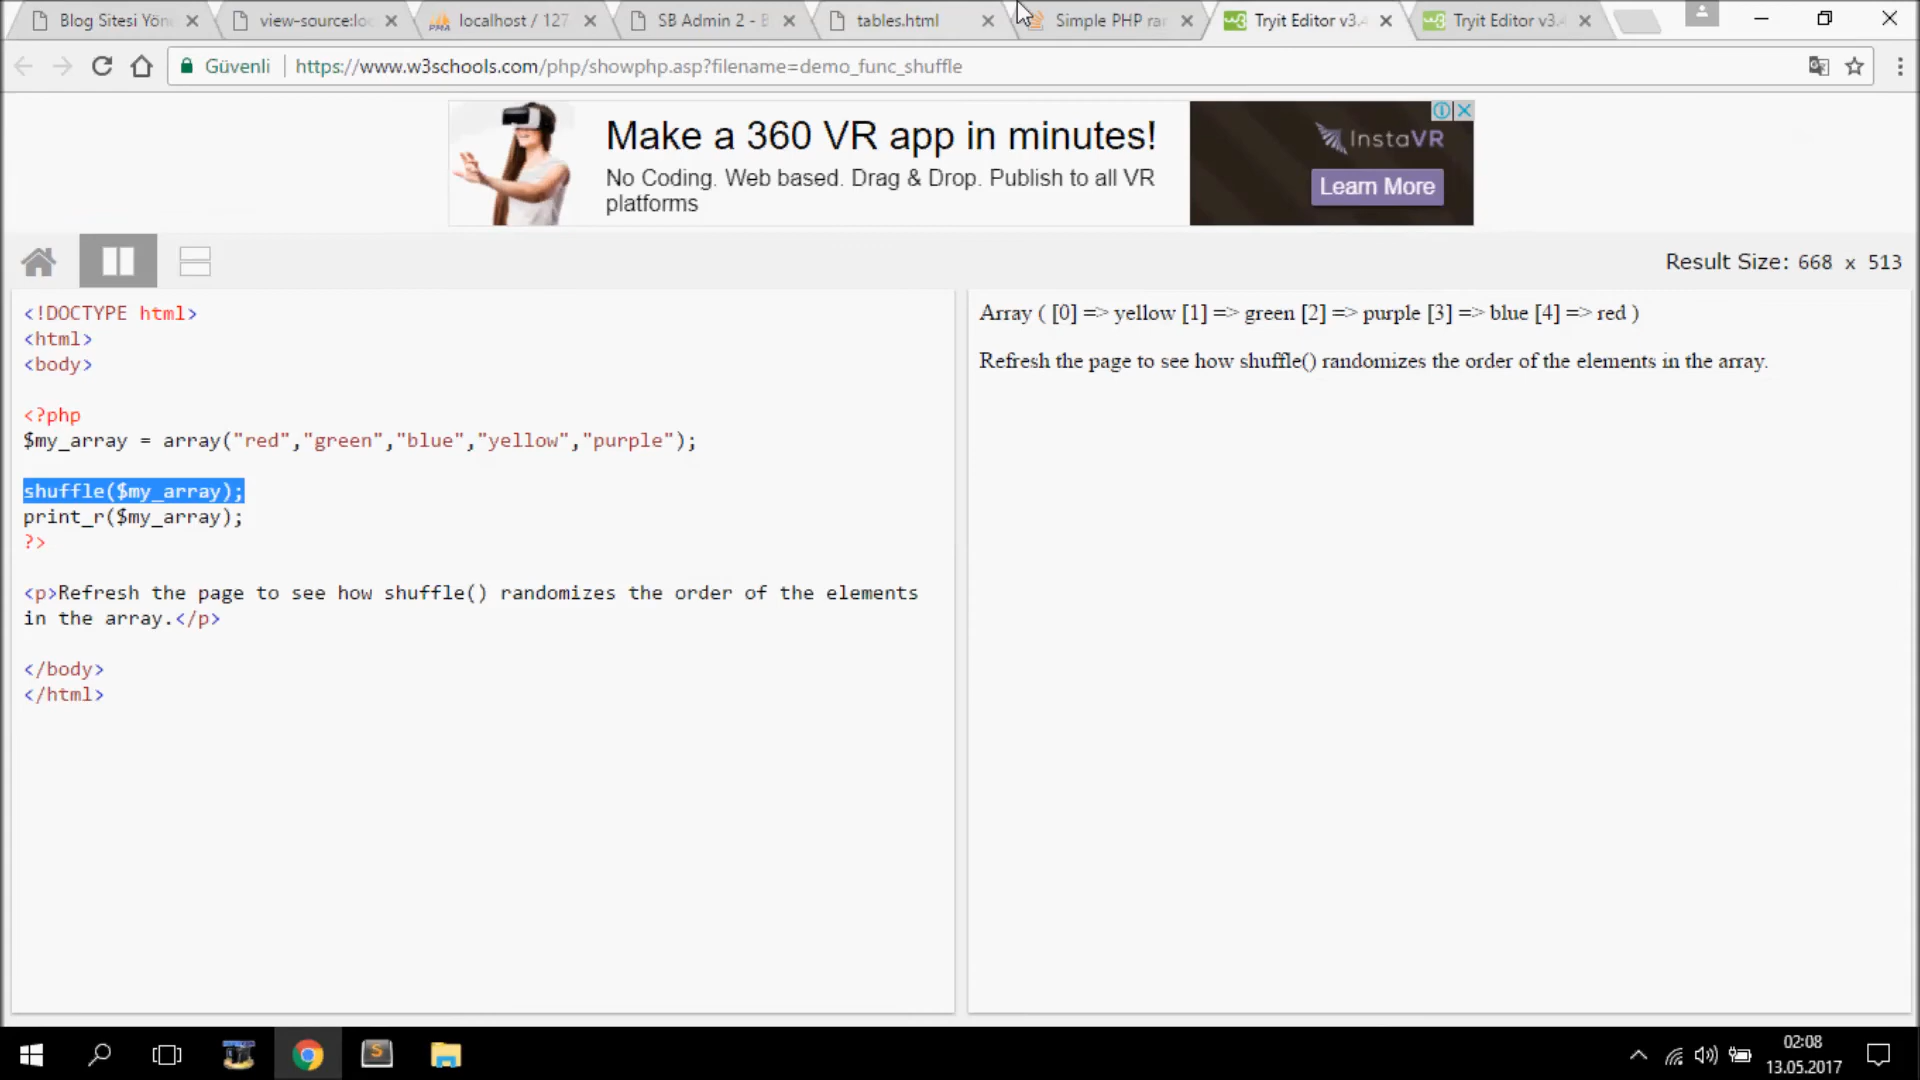 Blog Sitesi Yön
view-source:loc
localhost / 127
SB Admin 2 - B
tables.html
Simple PHP ran
Tryit Editor v3.4
Tryit Editor v3.4
Güvenli
https://www.w3schools.com/php/showphp.asp?filename=demo_func_shuffle
Make a 360 VR app in minutes!
No Coding. Web based. Drag & Drop. Publish to all VR
platforms
InstaVR
Learn More
Result Size: 668 x 513
<!DOCTYPE html>
<html>
<body>
<?php
$my_array = array("red","green","blue","yellow","purple");
shuffle($my_array);
print_r($my_array);
?>
<p>Refresh the page to see how shuffle() randomizes the order of the elements
in the array.</p>
</body>
</html>
Array ( [0] => yellow [1] => green [2] => purple [3] => blue [4] => red )
Refresh the page to see how shuffle() randomizes the order of the elements in the array.
02:08
13.05.2017